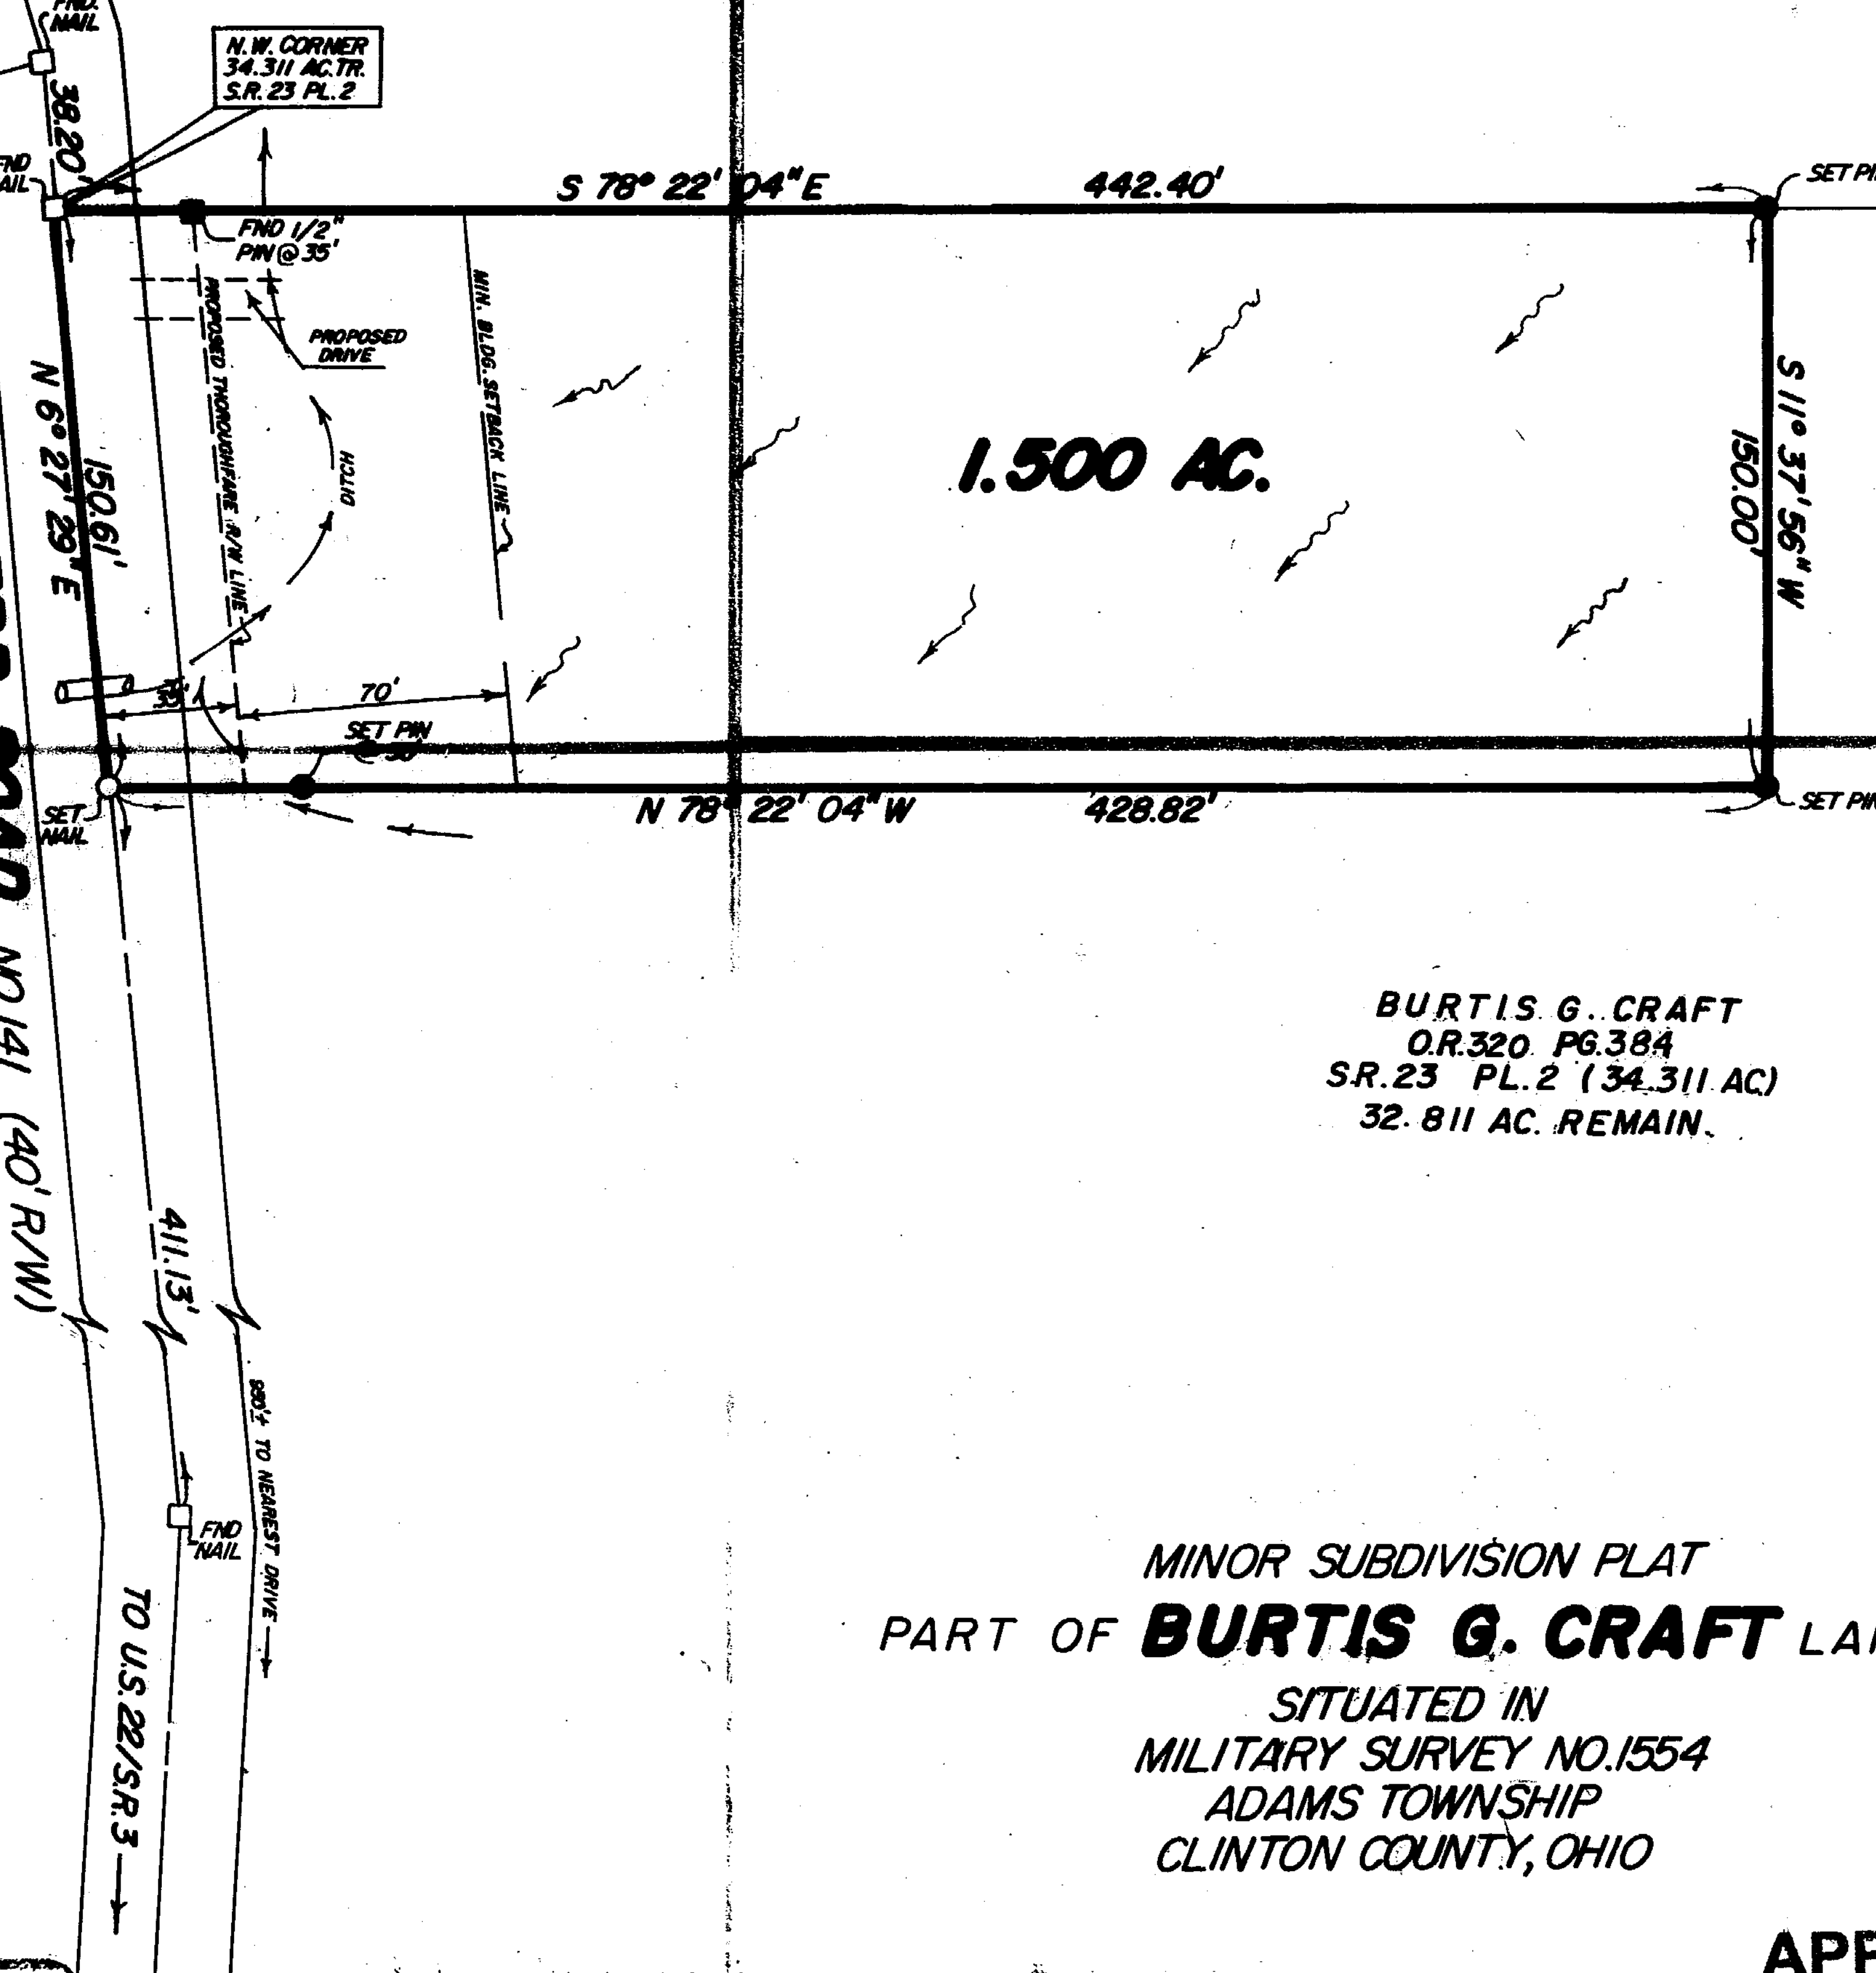 FND.
NAIL
N.W. CORNER
34.311 AC.TR.
S.R. 23 PL. 2
38.20'
S 78° 22' 04" E
442.40'
SET
FND 1/2"
PIN @ 35'
PROPOSED THOROUGHFARE R/W LINE
PROPOSED
DRIVE
DITCH
MIN. BLDG. SETBACK LINE
1.500 AC.
S 11° 37' 56" W
150.00'
N 6° 27' 29" E
150.61'
35'
70'
SET PIN
SET
NAIL
N 78° 22' 04" W
428.82'
SET
NO 141 (40' R/W)
BURTIS G. CRAFT
O.R.320 PG.384
S.R.23 PL.2 (34.311 AC)
32.811 AC. REMAIN.
411.13'
TO NEAREST DRIVE
FND
NAIL
TO U.S.22/S.R.3
MINOR SUBDIVISION PLAT
PART OF BURTIS G. CRAFT
SITUATED IN
MILITARY SURVEY NO.1554
ADAMS TOWNSHIP
CLINTON COUNTY, OHIO